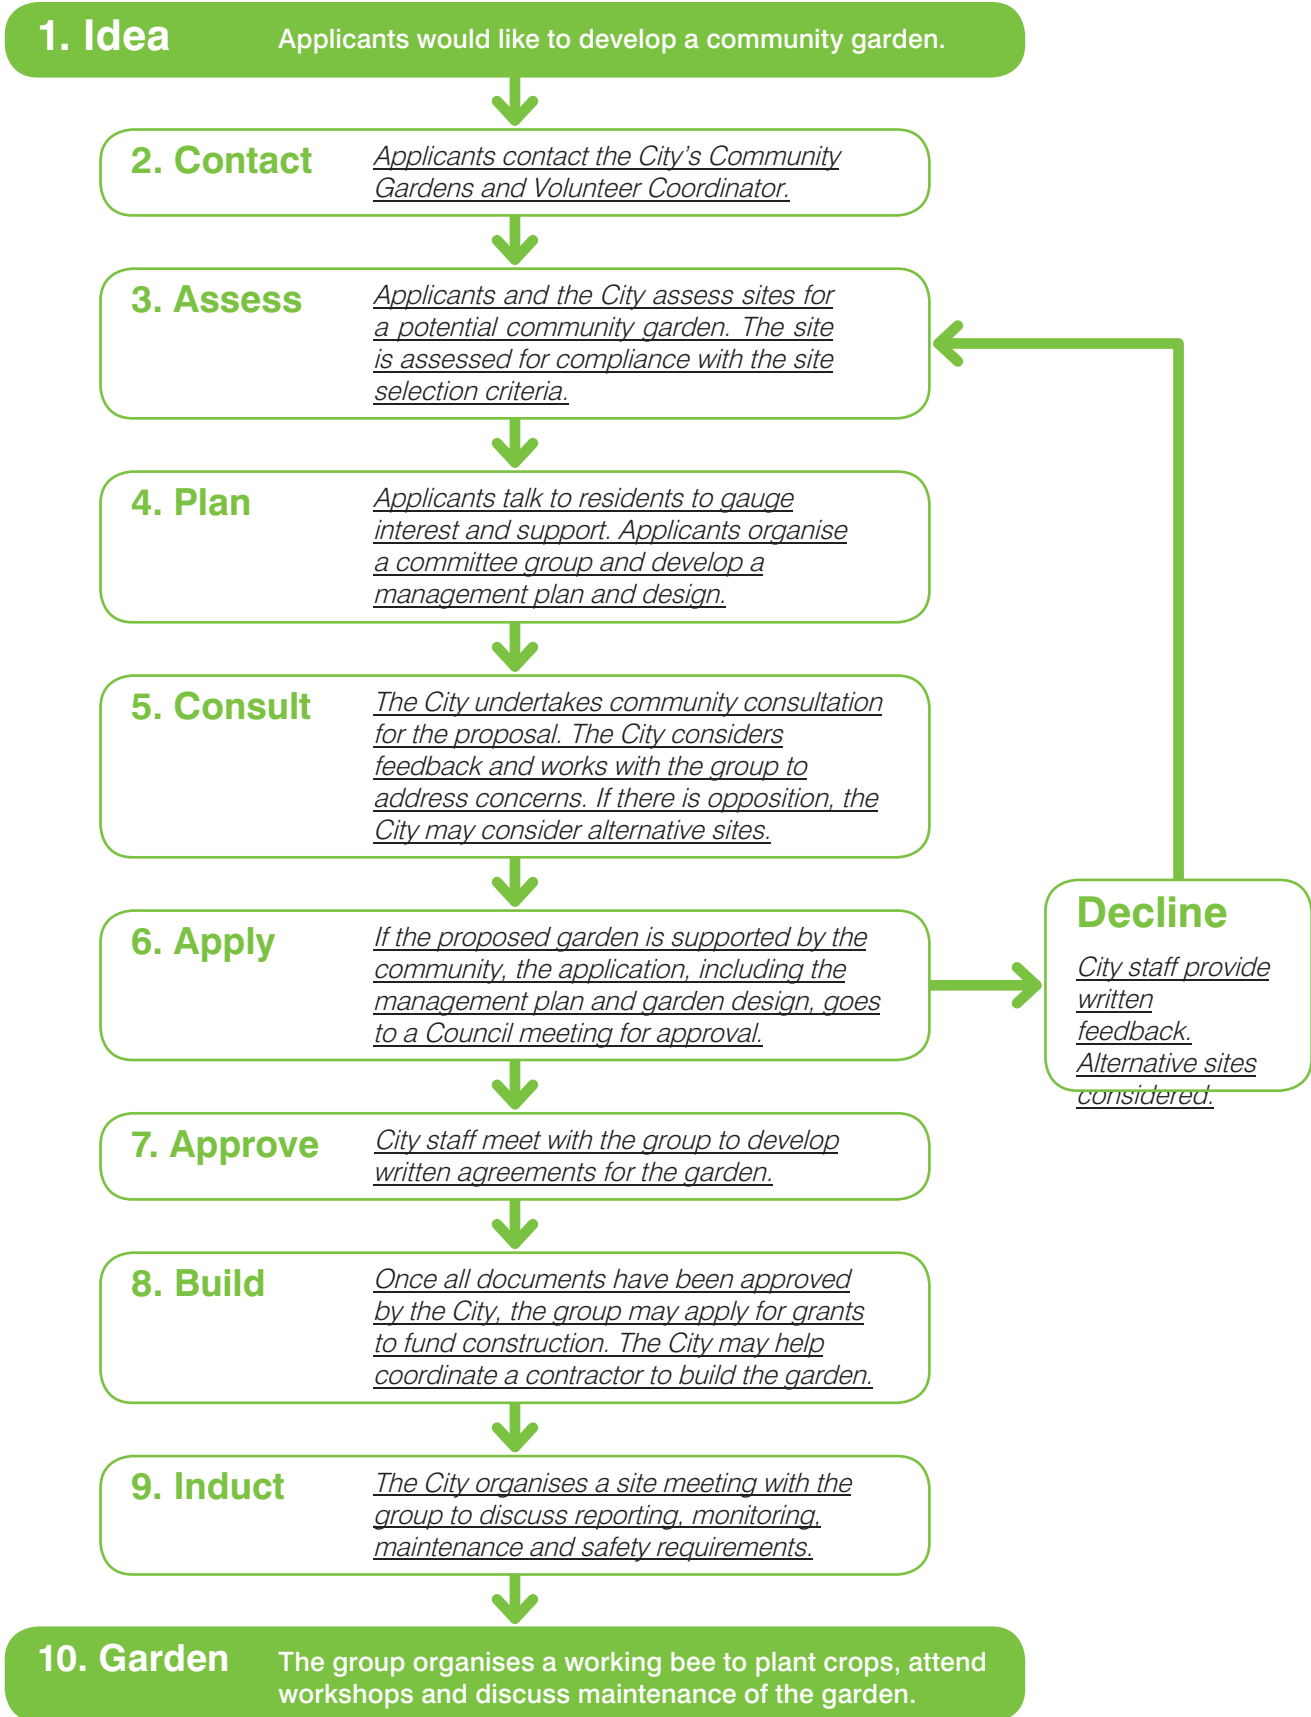 1. Idea
Applicants would like to develop a community garden.
2. Contact
Applicants contact the City's Community
Gardens and Volunteer Coordinator.
3. Assess
Applicants and the City assess sites for
a potential community garden. The site
is assessed for compliance with the site
selection criteria.
4. Plan
Applicants talk to residents to gauge
interest and support. Applicants organise
a committee group and develop a
management plan and design.
5. Consult
The City undertakes community consultation
for the proposal. The City considers
feedback and works with the group to
address concerns. If there is opposition, the
City may consider alternative sites.
6. Apply
If the proposed garden is supported by the
community, the application, including the
management plan and garden design, goes
to a Council meeting for approval.
Decline
City staff provide
written
feedback.
Alternative sites
considered.
7. Approve
City staff meet with the group to develop
written agreements for the garden.
8. Build
Once all documents have been approved
by the City, the group may apply for grants
to fund construction. The City may help
coordinate a contractor to build the garden.
9. Induct
The City organises a site meeting with the
group to discuss reporting, monitoring,
maintenance and safety requirements.
10. Garden
The group organises a working bee to plant crops, attend
workshops and discuss maintenance of the garden.